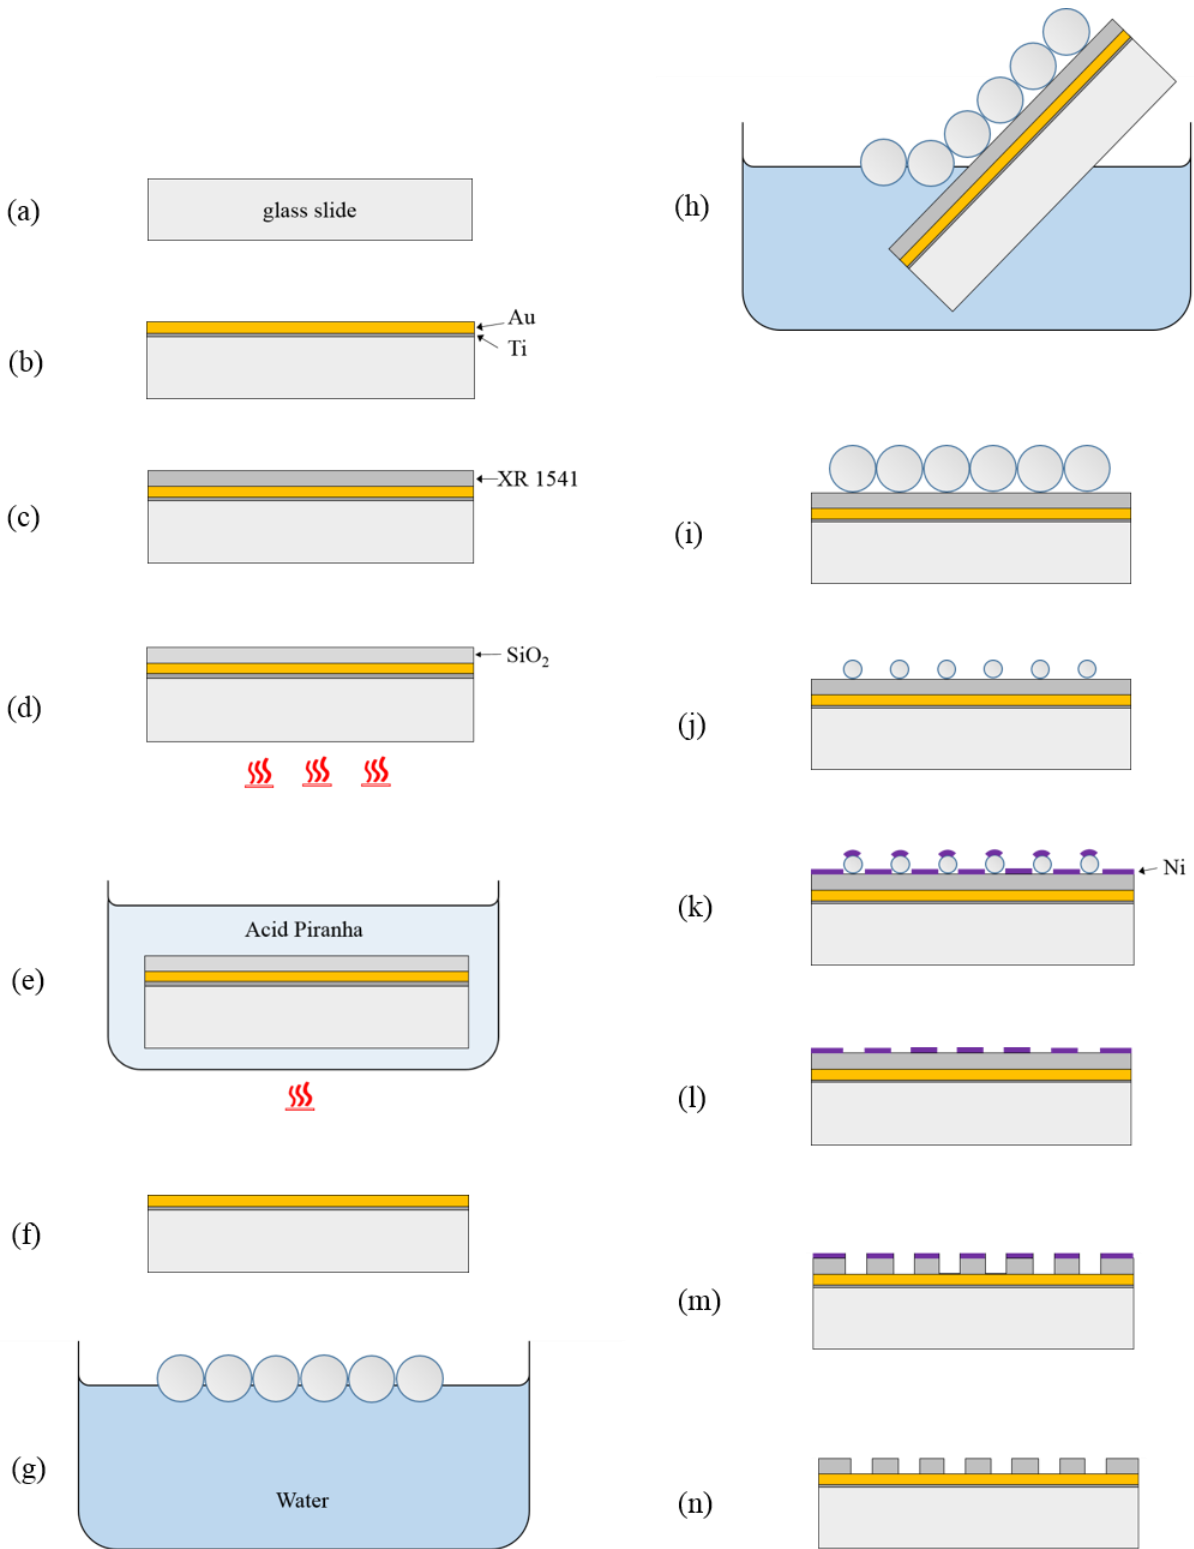 (a)
glass slide
(b)
Au
Ti
(c)
XR 1541
(d)
SiO₂
(e)
Acid Piranha
(f)
(g)
Water
(h)
(i)
(j)
(k)
Ni
(l)
(m)
(n)